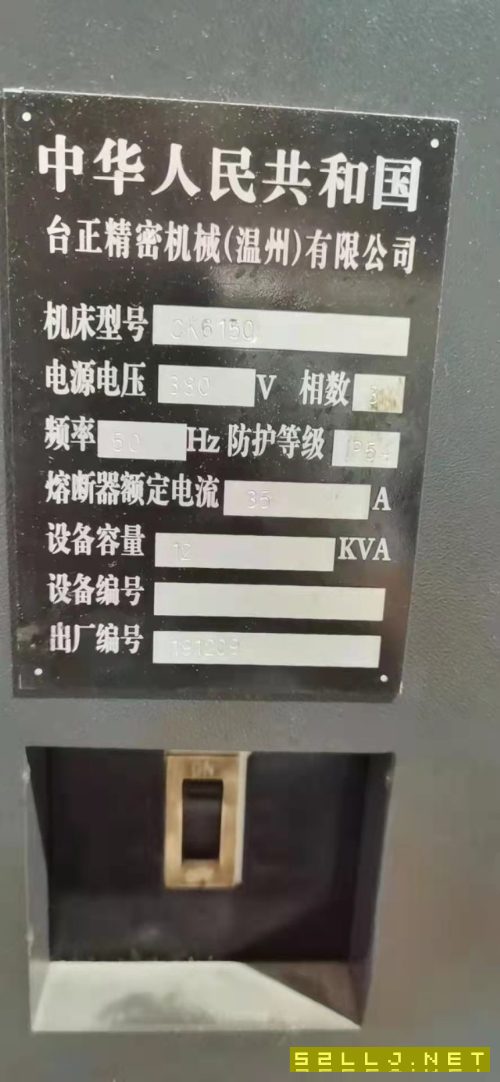 中华人民共和国
台正精密机械(温州)有限公司
机床型号 CK6150
电源电压 380 V 相数 3
频率 50 Hz 防护等级 IP54
熔断器额定电流 35 A
设备容量 12 KVA
设备编号
出厂编号 191209
ON
52LLJ.NET